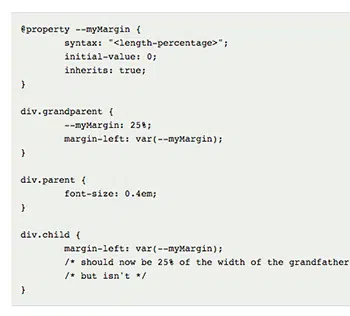 @property --myMargin {
syntax: "<length-percentage>";
initial-value: 0;
inherits: true;
}
div.grandparent {
--myMargin: 25%;
margin-left: var(--myMargin);
}
div.parent {
font-size: 0.4em;
}
div.child {
margin-left: var(--myMargin);
/* should now be 25% of the width of the grandfather
/* but isn't */
}